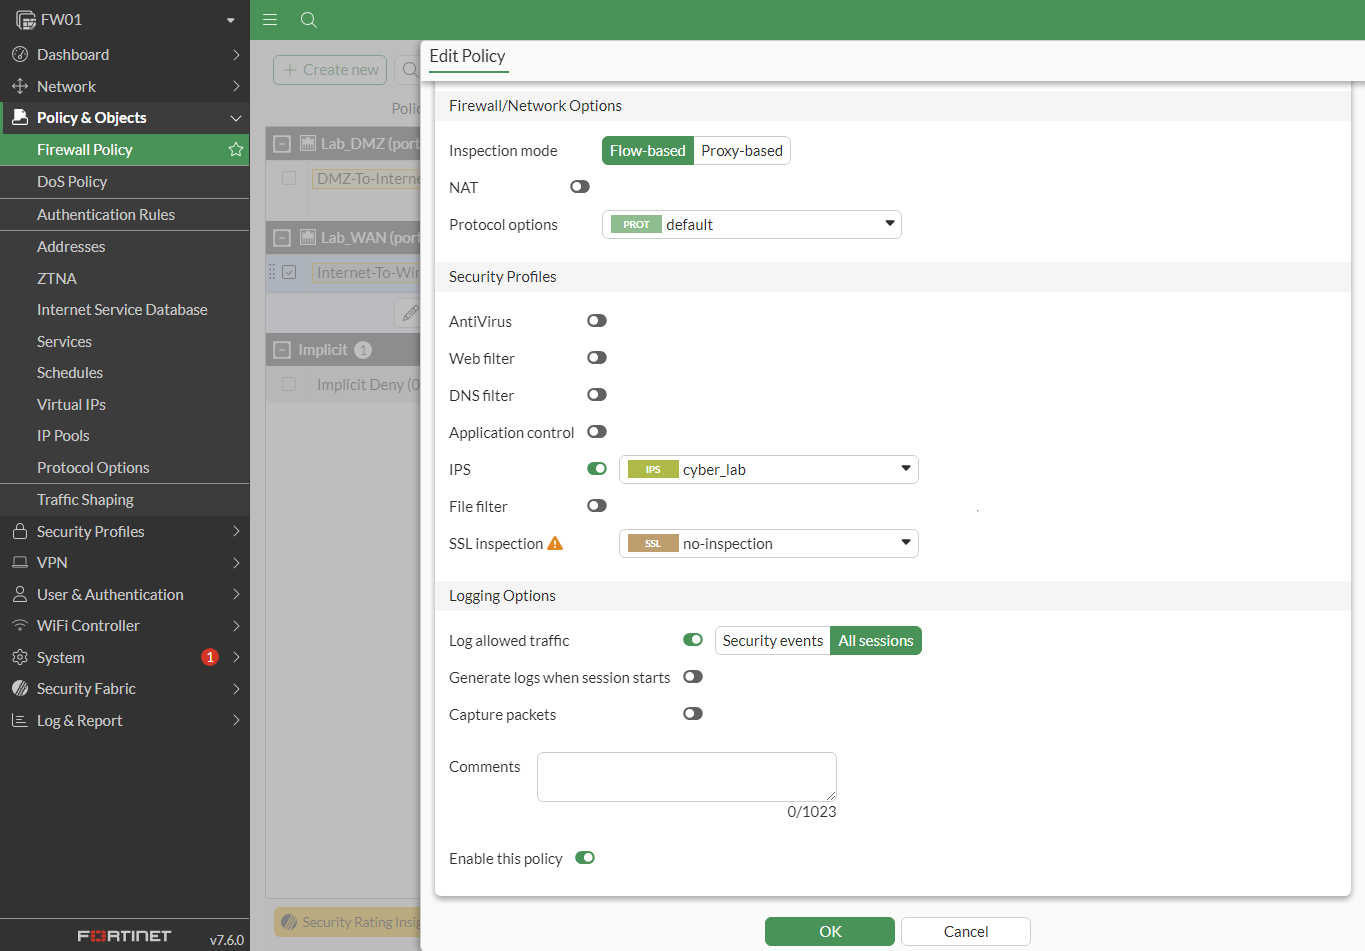 FW01
Dashboard
Network
Policy & Objects
Firewall Policy
DoS Policy
Authentication Rules
Addresses
ZTNA
Internet Service Database
Services
Schedules
Virtual IPs
IP Pools
Protocol Options
Traffic Shaping
Security Profiles
VPN
User & Authentication
WiFi Controller
System 1
Security Fabric
Log & Report
FORTINET v7.6.0
+ Create new
Polic
Lab_DMZ (port
DMZ-To-Interne
Lab_WAN (port
Internet-To-Win
Implicit 1
Implicit Deny (0
Security Rating Insig
Edit Policy
Firewall/Network Options
Inspection mode Flow-based Proxy-based
NAT
Protocol options PROT default
Security Profiles
AntiVirus
Web filter
DNS filter
Application control
IPS IPS cyber_lab
File filter
SSL inspection SSL no-inspection
Logging Options
Log allowed traffic Security events All sessions
Generate logs when session starts
Capture packets
Comments
0/1023
Enable this policy
OK Cancel